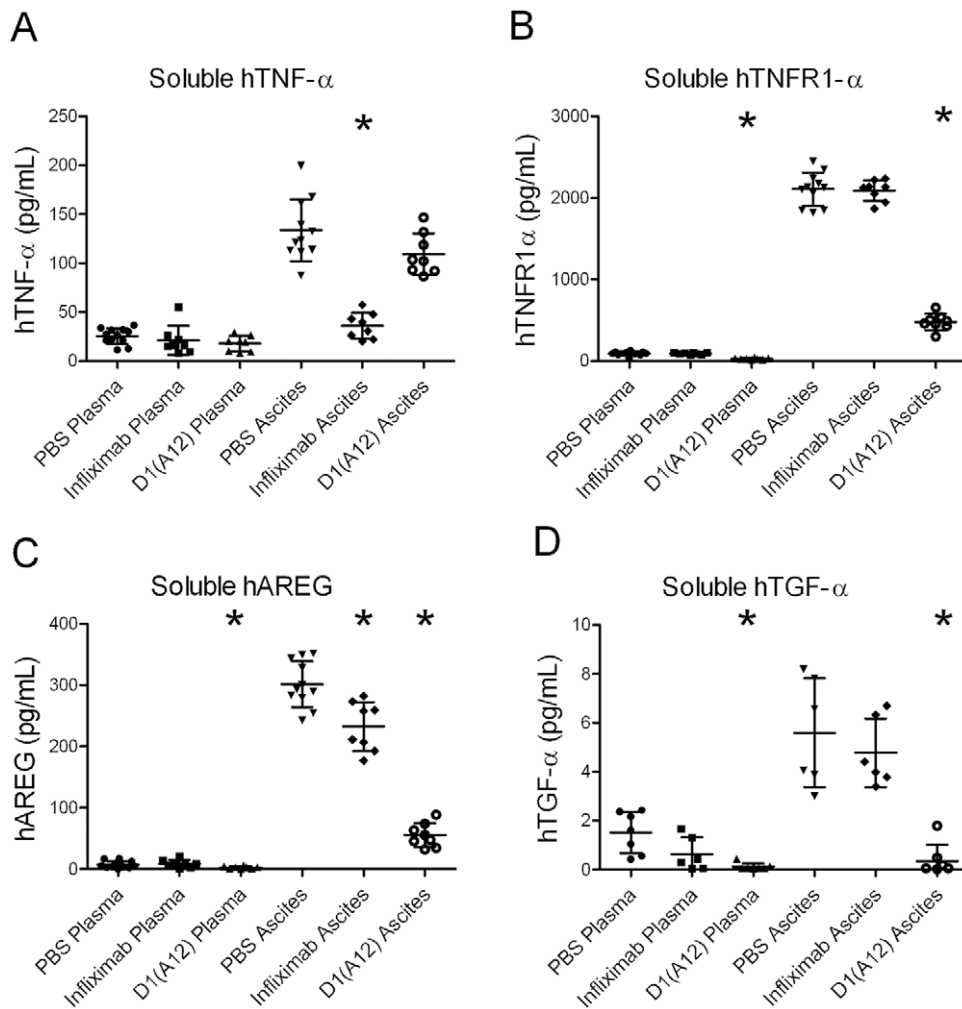 A
Soluble hTNF-α
hTNF-α (pg/mL)
250
200
150
100
50
0
*
PBS Plasma
Infliximab Plasma
D1(A12) Plasma
PBS Ascites
Infliximab Ascites
D1(A12) Ascites
B
Soluble hTNFR1-α
hTNFR1α (pg/mL)
3000
2000
1000
0
*
*
PBS Plasma
Infliximab Plasma
D1(A12) Plasma
PBS Ascites
Infliximab Ascites
D1(A12) Ascites
C
Soluble hAREG
hAREG (pg/mL)
400
300
200
100
0
*
*
*
PBS Plasma
Infliximab Plasma
D1(A12) Plasma
PBS Ascites
Infliximab Ascites
D1(A12) Ascites
D
Soluble hTGF-α
hTGF-α (pg/mL)
10
8
6
4
2
0
*
*
PBS Plasma
Infliximab Plasma
D1(A12) Plasma
PBS Ascites
Infliximab Ascites
D1(A12) Ascites